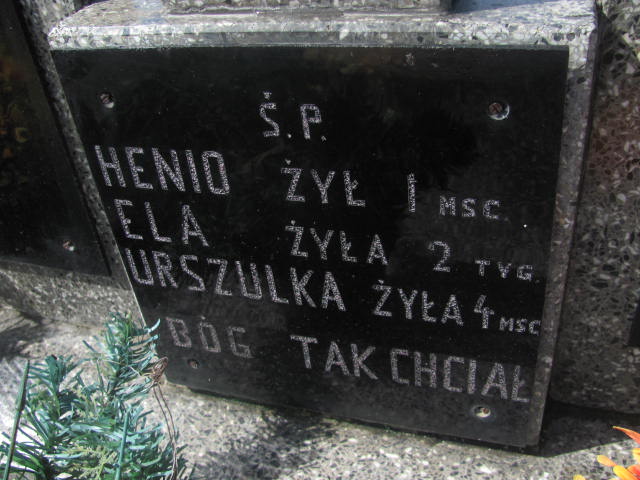 Ś.P.
HENIO ŻYŁ 1 MSC.
ELA ŻYŁA 2 TYG.
URSZULKA ŻYŁA 4 MSC
BÓG TAK CHCIAŁ